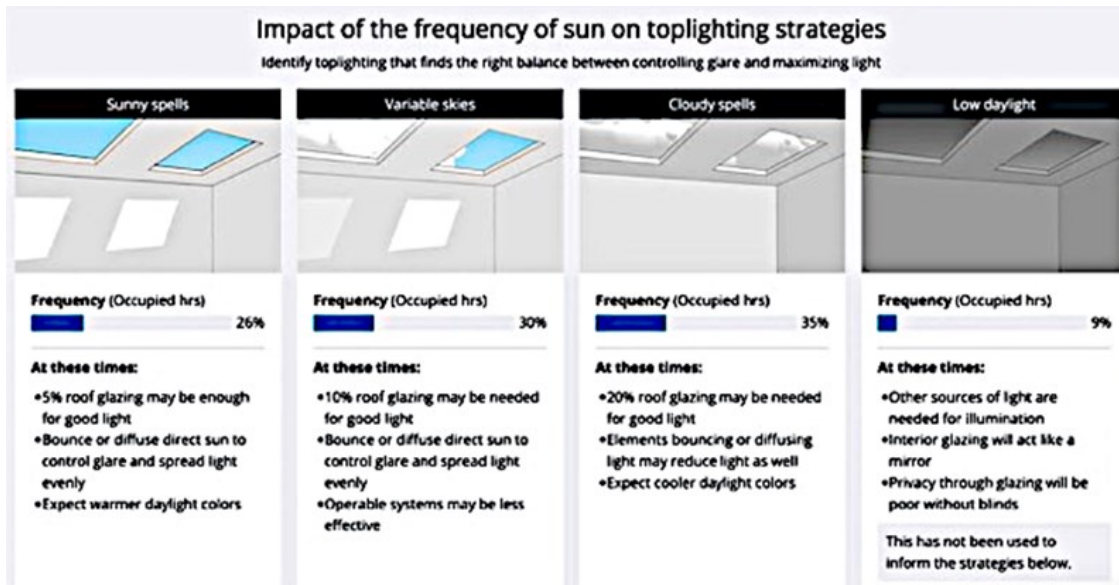 Impact of the frequency of sun on toplighting strategies
Identify toplighting that finds the right balance between controlling glare and maximizing light
Sunny spells
Frequency (Occupied hrs)
26%
At these times:
•5% roof glazing may be enough
for good light
•Bounce or diffuse direct sun to
control glare and spread light
evenly
•Expect warmer daylight colors
Variable skies
Frequency (Occupied hrs)
30%
At these times:
•10% roof glazing may be needed
for good light
•Bounce or diffuse direct sun to
control glare and spread light
evenly
•Operable systems may be less
effective
Cloudy spells
Frequency (Occupied hrs)
35%
At these times:
•20% roof glazing may be needed
for good light
•Elements bouncing or diffusing
light may reduce light as well
•Expect cooler daylight colors
Low daylight
Frequency (Occupied hrs)
9%
At these times:
•Other sources of light are
needed for illumination
•Interior glazing will act like a
mirror
•Privacy through glazing will be
poor without blinds
This has not been used to
inform the strategies below.